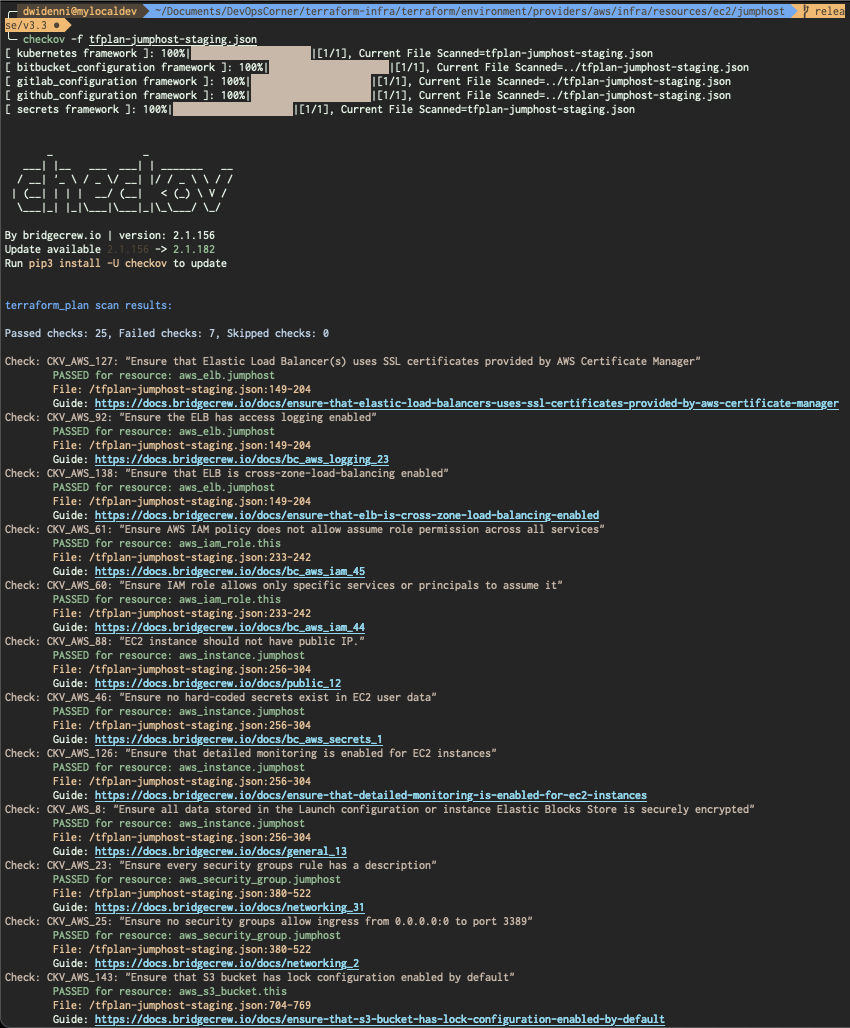 dwidenni@mylocaldev ~/Documents/DevOpsCorner/terraform-infra/terraform/environment/providers/aws/infra/resources/ec2/jumphost relea
se/v3.3 ●
checkov -f tfplan-jumphost-staging.json
[ kubernetes framework ]: 100%|████████████████████|[1/1], Current File Scanned=tfplan-jumphost-staging.json
[ bitbucket_configuration framework ]: 100%|████████████████████|[1/1], Current File Scanned=../tfplan-jumphost-staging.json
[ gitlab_configuration framework ]: 100%|████████████████████|[1/1], Current File Scanned=../tfplan-jumphost-staging.json
[ github_configuration framework ]: 100%|████████████████████|[1/1], Current File Scanned=../tfplan-jumphost-staging.json
[ secrets framework ]: 100%|████████████████████|[1/1], Current File Scanned=tfplan-jumphost-staging.json
checkov
By bridgecrew.io | version: 2.1.156
Update available 2.1.156 -> 2.1.182
Run pip3 install -U checkov to update
terraform_plan scan results:
Passed checks: 25, Failed checks: 7, Skipped checks: 0
Check: CKV_AWS_127: "Ensure that Elastic Load Balancer(s) uses SSL certificates provided by AWS Certificate Manager"
PASSED for resource: aws_elb.jumphost
File: /tfplan-jumphost-staging.json:149-204
Guide: https://docs.bridgecrew.io/docs/ensure-that-elastic-load-balancers-uses-ssl-certificates-provided-by-aws-certificate-manager
Check: CKV_AWS_92: "Ensure the ELB has access logging enabled"
PASSED for resource: aws_elb.jumphost
File: /tfplan-jumphost-staging.json:149-204
Guide: https://docs.bridgecrew.io/docs/bc_aws_logging_23
Check: CKV_AWS_138: "Ensure that ELB is cross-zone-load-balancing enabled"
PASSED for resource: aws_elb.jumphost
File: /tfplan-jumphost-staging.json:149-204
Guide: https://docs.bridgecrew.io/docs/ensure-that-elb-is-cross-zone-load-balancing-enabled
Check: CKV_AWS_61: "Ensure AWS IAM policy does not allow assume role permission across all services"
PASSED for resource: aws_iam_role.this
File: /tfplan-jumphost-staging.json:233-242
Guide: https://docs.bridgecrew.io/docs/bc_aws_iam_45
Check: CKV_AWS_60: "Ensure IAM role allows only specific services or principals to assume it"
PASSED for resource: aws_iam_role.this
File: /tfplan-jumphost-staging.json:233-242
Guide: https://docs.bridgecrew.io/docs/bc_aws_iam_44
Check: CKV_AWS_88: "EC2 instance should not have public IP."
PASSED for resource: aws_instance.jumphost
File: /tfplan-jumphost-staging.json:256-304
Guide: https://docs.bridgecrew.io/docs/public_12
Check: CKV_AWS_46: "Ensure no hard-coded secrets exist in EC2 user data"
PASSED for resource: aws_instance.jumphost
File: /tfplan-jumphost-staging.json:256-304
Guide: https://docs.bridgecrew.io/docs/bc_aws_secrets_1
Check: CKV_AWS_126: "Ensure that detailed monitoring is enabled for EC2 instances"
PASSED for resource: aws_instance.jumphost
File: /tfplan-jumphost-staging.json:256-304
Guide: https://docs.bridgecrew.io/docs/ensure-that-detailed-monitoring-is-enabled-for-ec2-instances
Check: CKV_AWS_8: "Ensure all data stored in the Launch configuration or instance Elastic Blocks Store is securely encrypted"
PASSED for resource: aws_instance.jumphost
File: /tfplan-jumphost-staging.json:256-304
Guide: https://docs.bridgecrew.io/docs/general_13
Check: CKV_AWS_23: "Ensure every security groups rule has a description"
PASSED for resource: aws_security_group.jumphost
File: /tfplan-jumphost-staging.json:380-522
Guide: https://docs.bridgecrew.io/docs/networking_31
Check: CKV_AWS_25: "Ensure no security groups allow ingress from 0.0.0.0:0 to port 3389"
PASSED for resource: aws_security_group.jumphost
File: /tfplan-jumphost-staging.json:380-522
Guide: https://docs.bridgecrew.io/docs/networking_2
Check: CKV_AWS_143: "Ensure that S3 bucket has lock configuration enabled by default"
PASSED for resource: aws_s3_bucket.this
File: /tfplan-jumphost-staging.json:704-769
Guide: https://docs.bridgecrew.io/docs/ensure-that-s3-bucket-has-lock-configuration-enabled-by-default